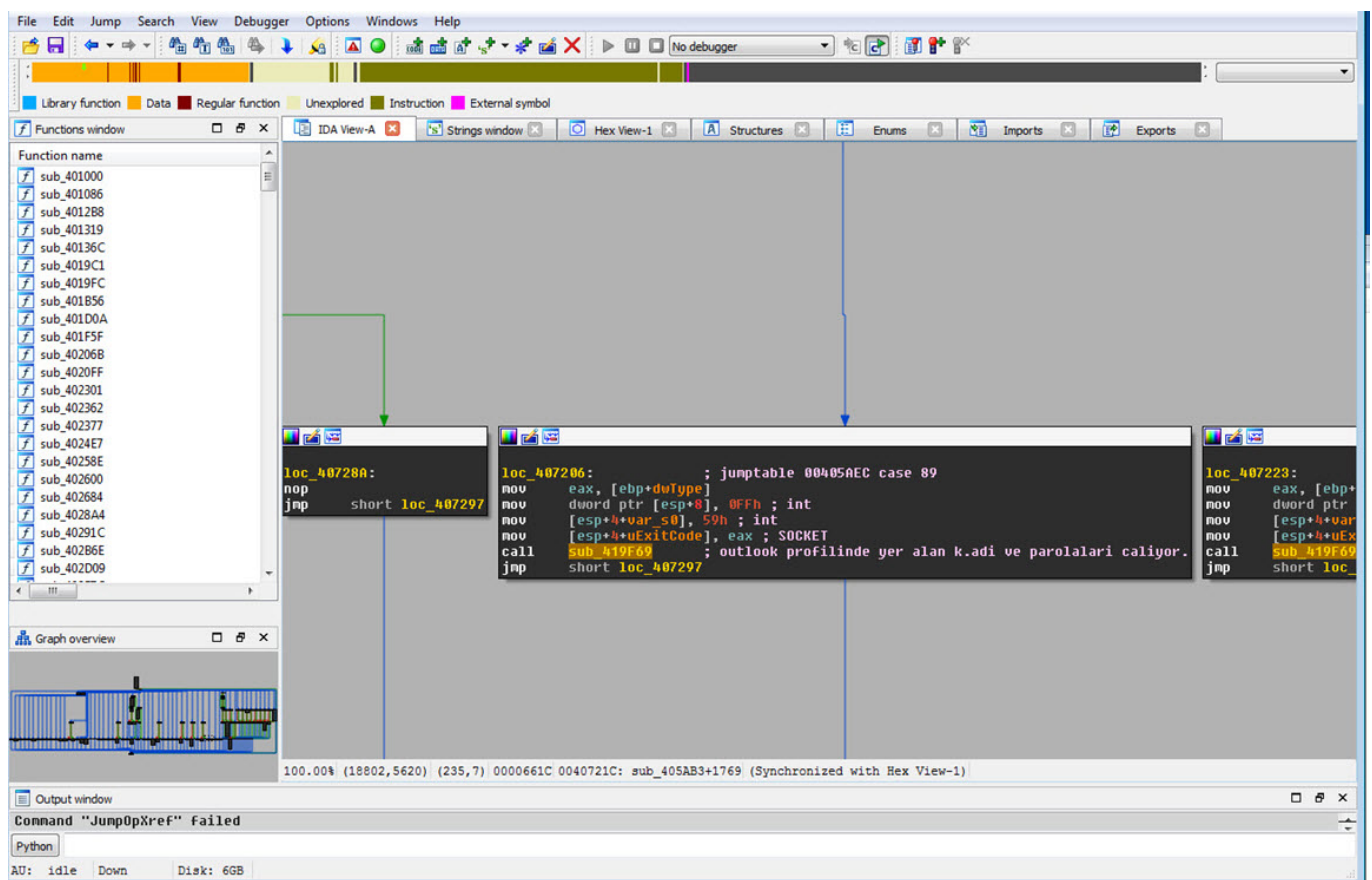 File Edit Jump Search View Debugger Options Windows Help
No debugger
Library function Data Regular function Unexplored Instruction External symbol
Functions window
IDA View-A Strings window Hex View-1 Structures Enums Imports Exports
Function name
sub_401000
sub_401086
sub_4012B8
sub_401319
sub_40136C
sub_4019C1
sub_4019FC
sub_401B56
sub_401D0A
sub_401F5F
sub_40206B
sub_4020FF
sub_402301
sub_402362
sub_402377
sub_4024E7
sub_40258E
sub_402600
sub_402684
sub_4028A4
sub_40291C
sub_402B6E
sub_402D09
loc_40728A:
nop
jmp short loc_407297
loc_407206: ; jumptable 00405AEC case 89
mov eax, [ebp+dwType]
mov dword ptr [esp+8], 0FFh ; int
mov [esp+4+var_s0], 59h ; int
mov [esp+4+uExitCode], eax ; SOCKET
call sub_419F69 ; outlook profilinde yer alan k.adi ve parolalari caliyor.
jmp short loc_407297
loc_407223:
mov eax, [ebp+
mov dword ptr
mov [esp+4+var
mov [esp+4+uEx
call sub_419F69
jmp short loc_
Graph overview
100.00% (18802,5620) (235,7) 0000661C 0040721C: sub_405AB3+1769 (Synchronized with Hex View-1)
Output window
Command "JumpOpXref" failed
Python
AU: idle Down Disk: 6GB